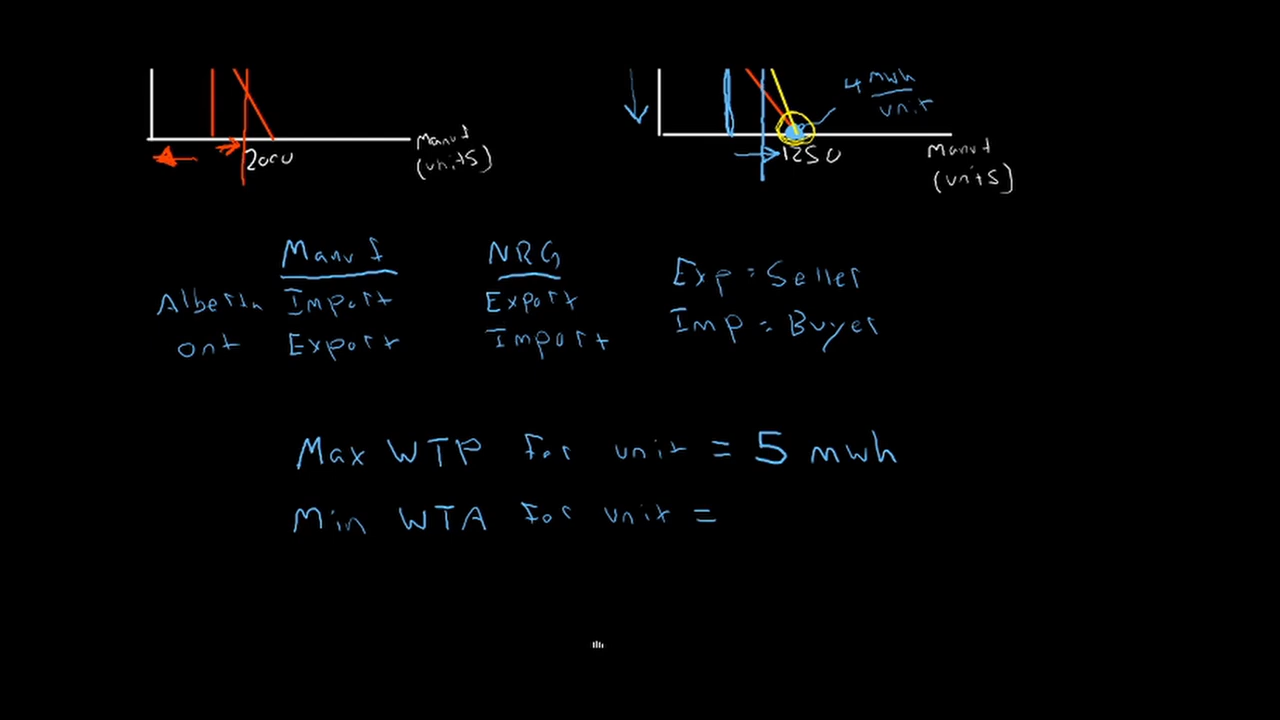 4 mwh
unit
2000
Manuf
(units)
1250
Manuf
(units)
Manuf NRG
Exp = Seller
Alberta Import Export
Imp = Buyer
ont Export Import
Max WTP for unit = 5 mwh
Min WTA for unit =